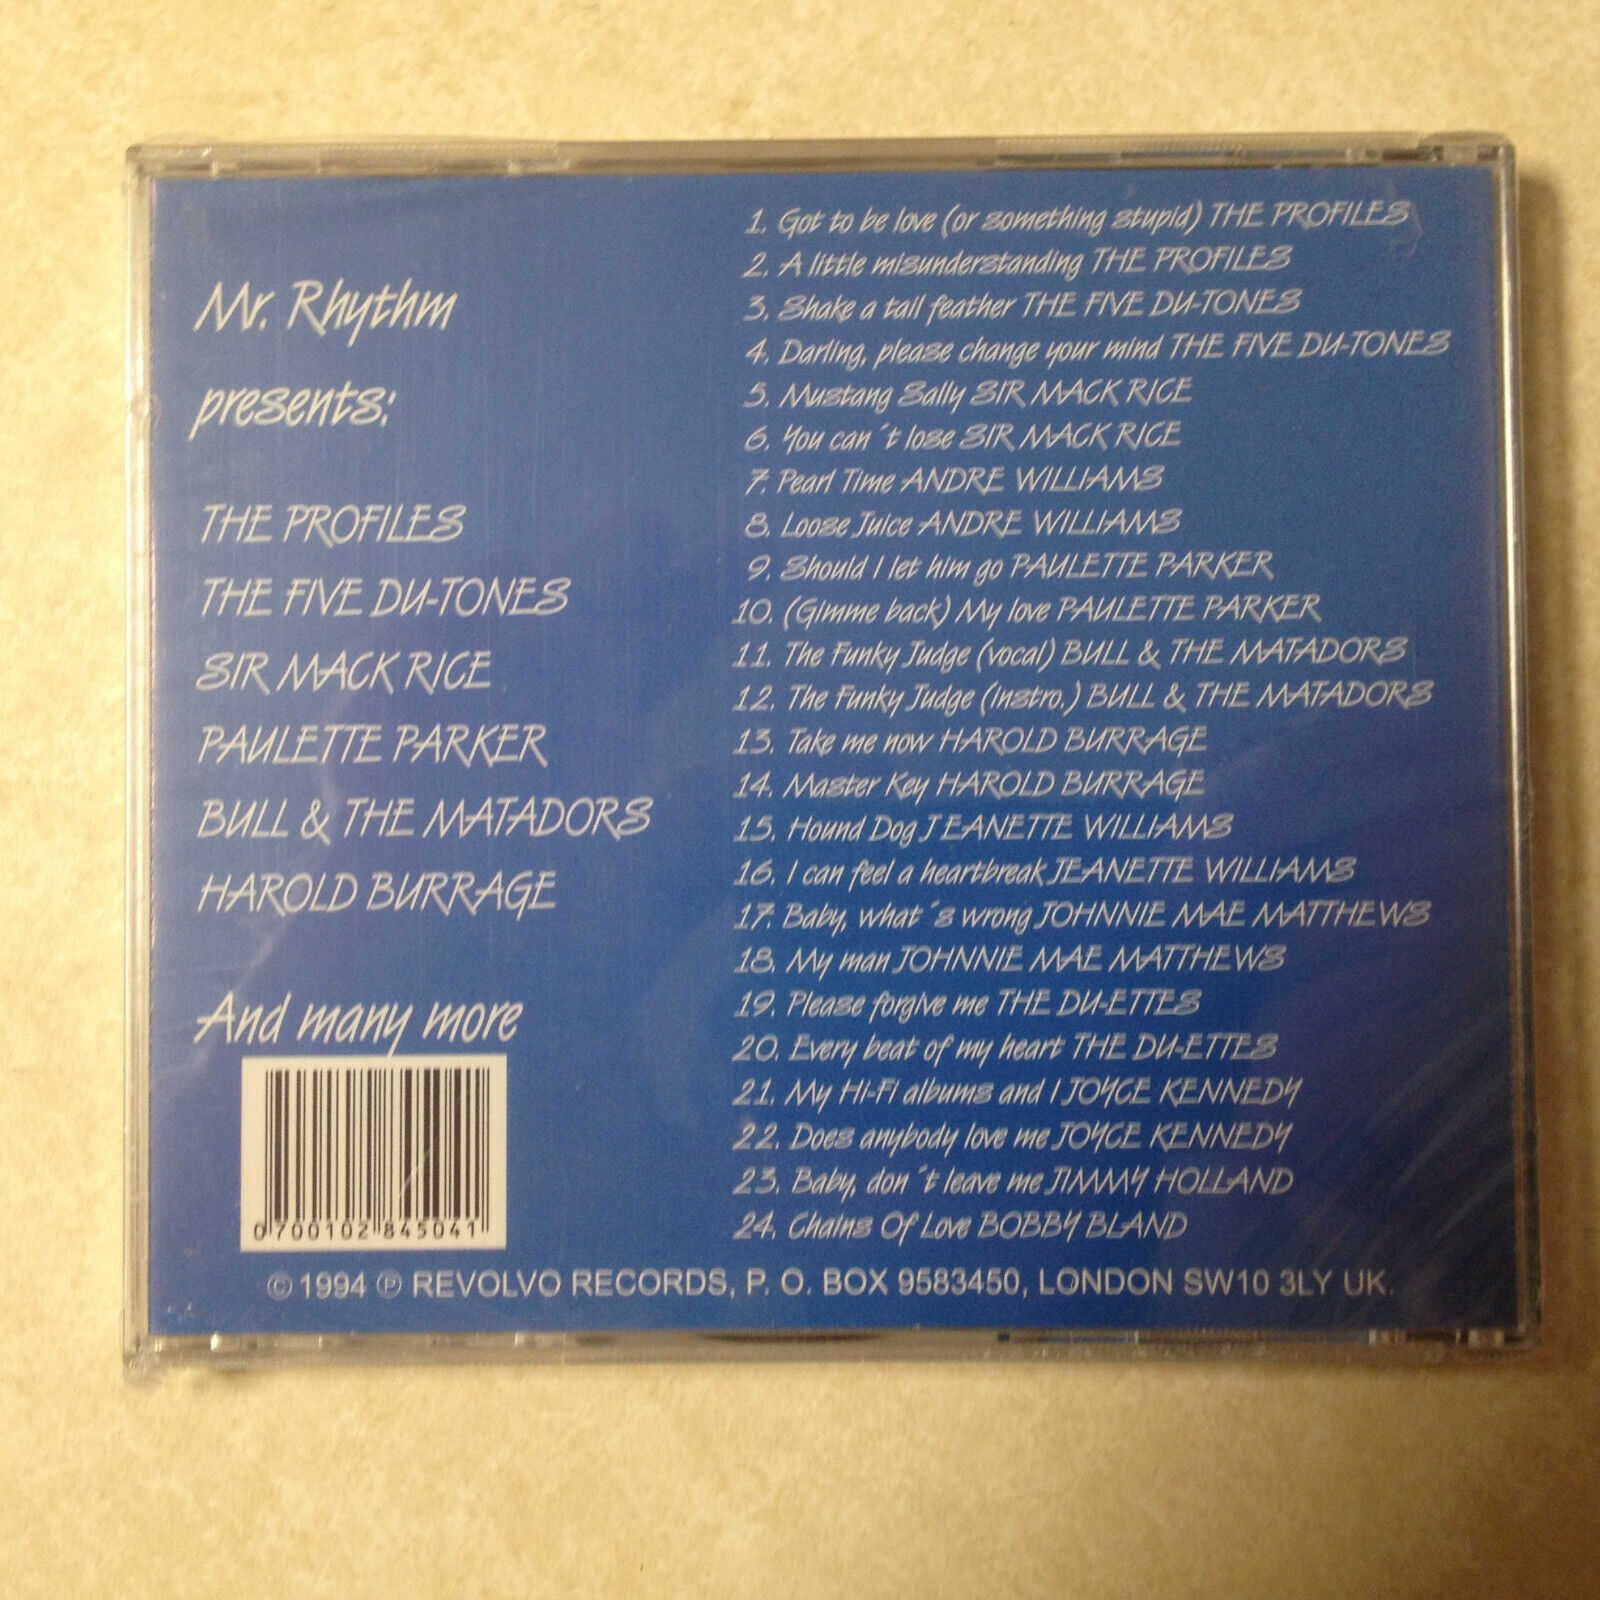 Mr. Rhythm
presents:
THE PROFILES
THE FIVE DU-TONES
SIR MACK RICE
PAULETTE PARKER
BULL & THE MATADORS
HAROLD BURRAGE
And many more
0 700102 845041
1. Got to be love (or something stupid) THE PROFILES
2. A little misunderstanding THE PROFILES
3. Shake a tail feather THE FIVE DU-TONES
4. Darling, please change your mind THE FIVE DU-TONES
5. Mustang Sally SIR MACK RICE
6. You can´t lose SIR MACK RICE
7. Pearl Time ANDRE WILLIAMS
8. Loose Juice ANDRE WILLIAMS
9. Should I let him go PAULETTE PARKER
10. (Gimme back) My love PAULETTE PARKER
11. The Funky Judge (vocal) BULL & THE MATADORS
12. The Funky Judge (instro.) BULL & THE MATADORS
13. Take me now HAROLD BURRAGE
14. Master Key HAROLD BURRAGE
15. Hound Dog JEANETTE WILLIAMS
16. I can feel a heartbreak JEANETTE WILLIAMS
17. Baby, what´s wrong JOHNNIE MAE MATTHEWS
18. My man JOHNNIE MAE MATTHEWS
19. Please forgive me THE DU-ETTES
20. Every beat of my heart THE DU-ETTES
21. My Hi-Fi albums and I JOYCE KENNEDY
22. Does anybody love me JOYCE KENNEDY
23. Baby, don´t leave me JIMMY HOLLAND
24. Chains Of Love BOBBY BLAND
© 1994 ℗ REVOLVO RECORDS, P. O. BOX 9583450, LONDON SW10 3LY UK.